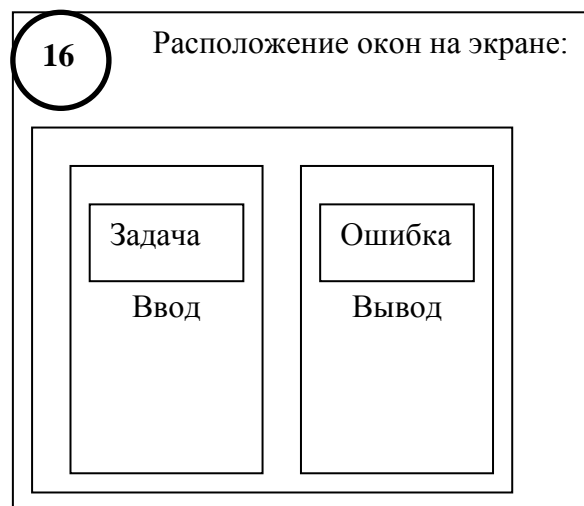 16
Расположение окон на экране:
Задача
Ошибка
Ввод
Вывод